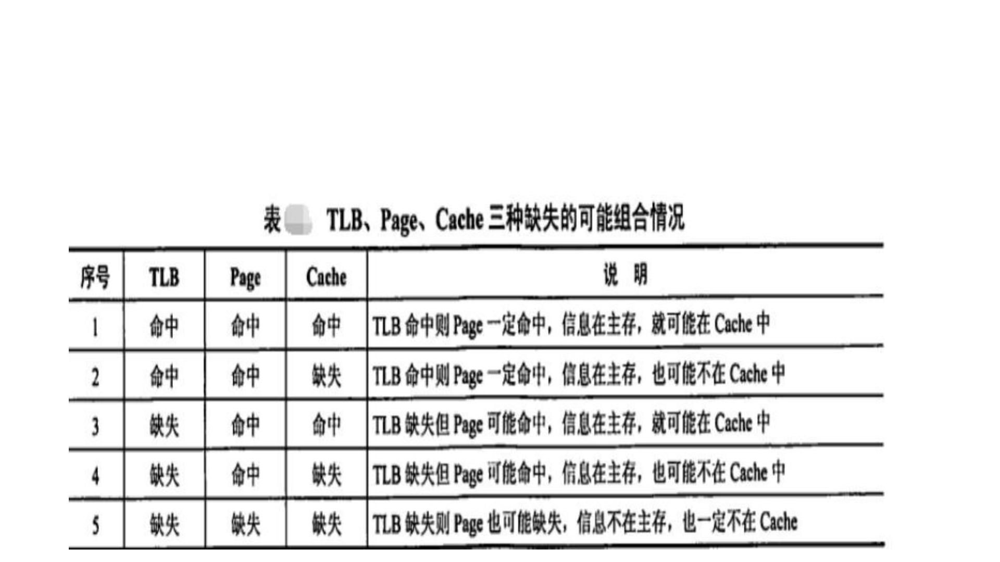 表 TLB、Page、Cache 三种缺失的可能组合情况
序号 TLB Page Cache 说 明
1 命中 命中 命中 TLB 命中则 Page 一定命中，信息在主存，就可能在 Cache 中
2 命中 命中 缺失 TLB 命中则 Page 一定命中，信息在主存，也可能不在 Cache 中
3 缺失 命中 命中 TLB 缺失但 Page 可能命中，信息在主存，就可能在 Cache 中
4 缺失 命中 缺失 TLB 缺失但 Page 可能命中，信息在主存，也可能不在 Cache 中
5 缺失 缺失 缺失 TLB 缺失则 Page 也可能缺失，信息不在主存，也一定不在 Cache